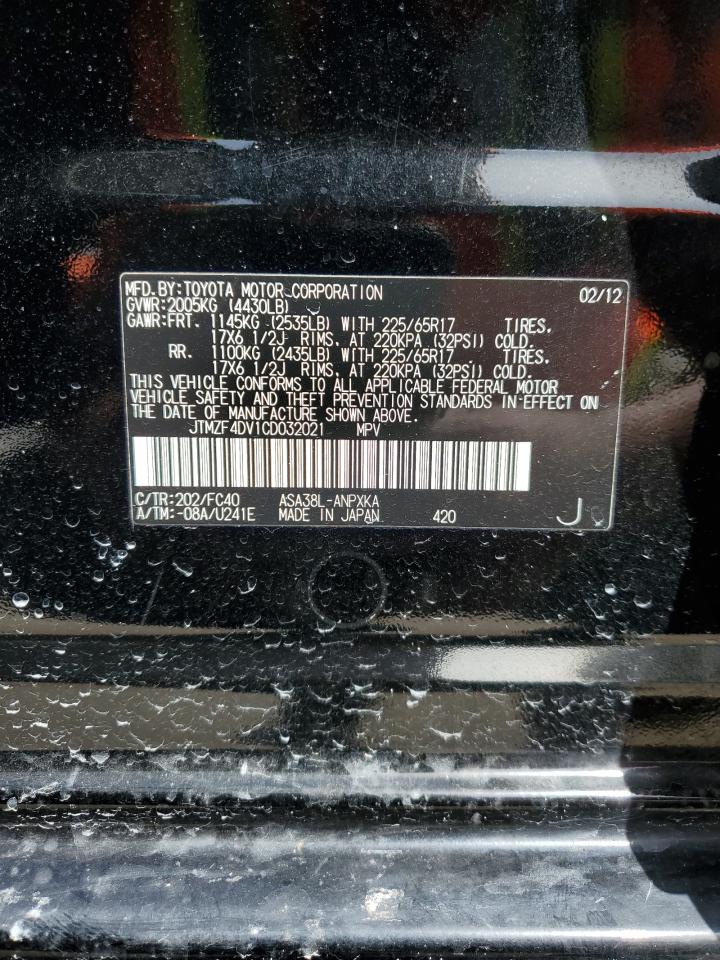 MFD.BY:TOYOTA MOTOR CORPORATION 02/12
GVWR:2005KG (4430LB)
GAWR:FRT. 1145KG (2535LB) WITH 225/65R17 TIRES,
17X6 1/2J RIMS, AT 220KPA (32PSI) COLD.
RR. 1100KG (2435LB) WITH 225/65R17 TIRES,
17X6 1/2J RIMS, AT 220KPA (32PSI) COLD.
THIS VEHICLE CONFORMS TO ALL APPLICABLE FEDERAL MOTOR
VEHICLE SAFETY AND THEFT PREVENTION STANDARDS IN EFFECT ON
THE DATE OF MANUFACTURE SHOWN ABOVE.
JTMZF4DV1CD032021 MPV
C/TR:202/FC40 ASA38L-ANPXKA
A/TM:-08A/U241E MADE IN JAPAN 420 J